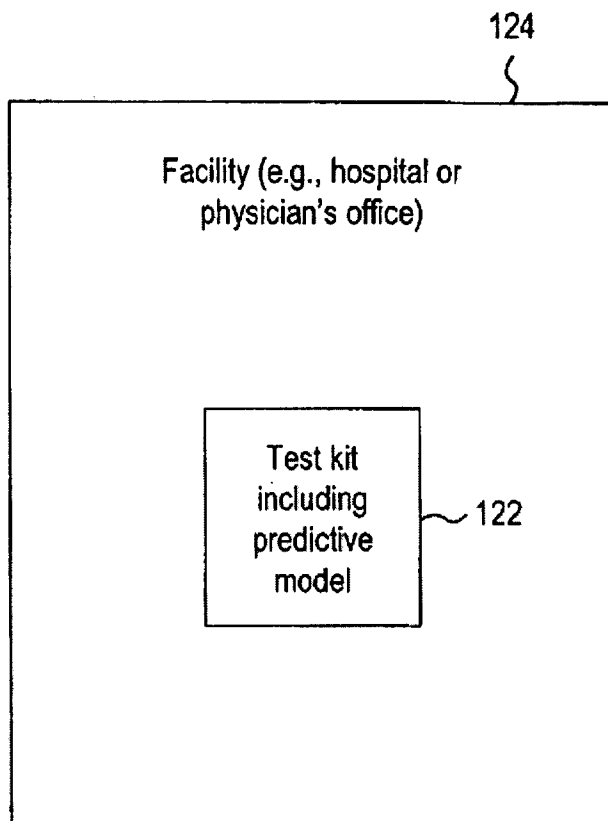 124
Facility (e.g., hospital or
physician's office)
Test kit
including
predictive
model
122